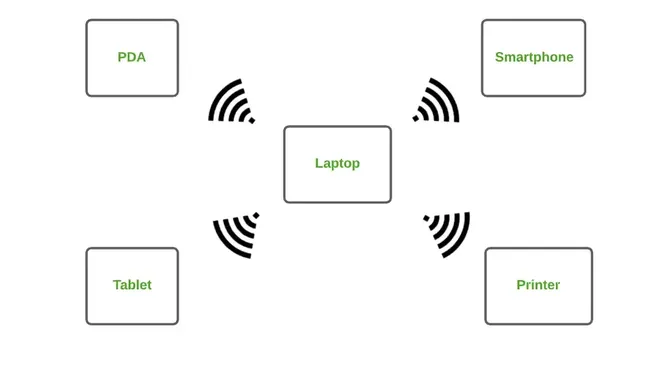 PDA
Smartphone
Laptop
Tablet
Printer